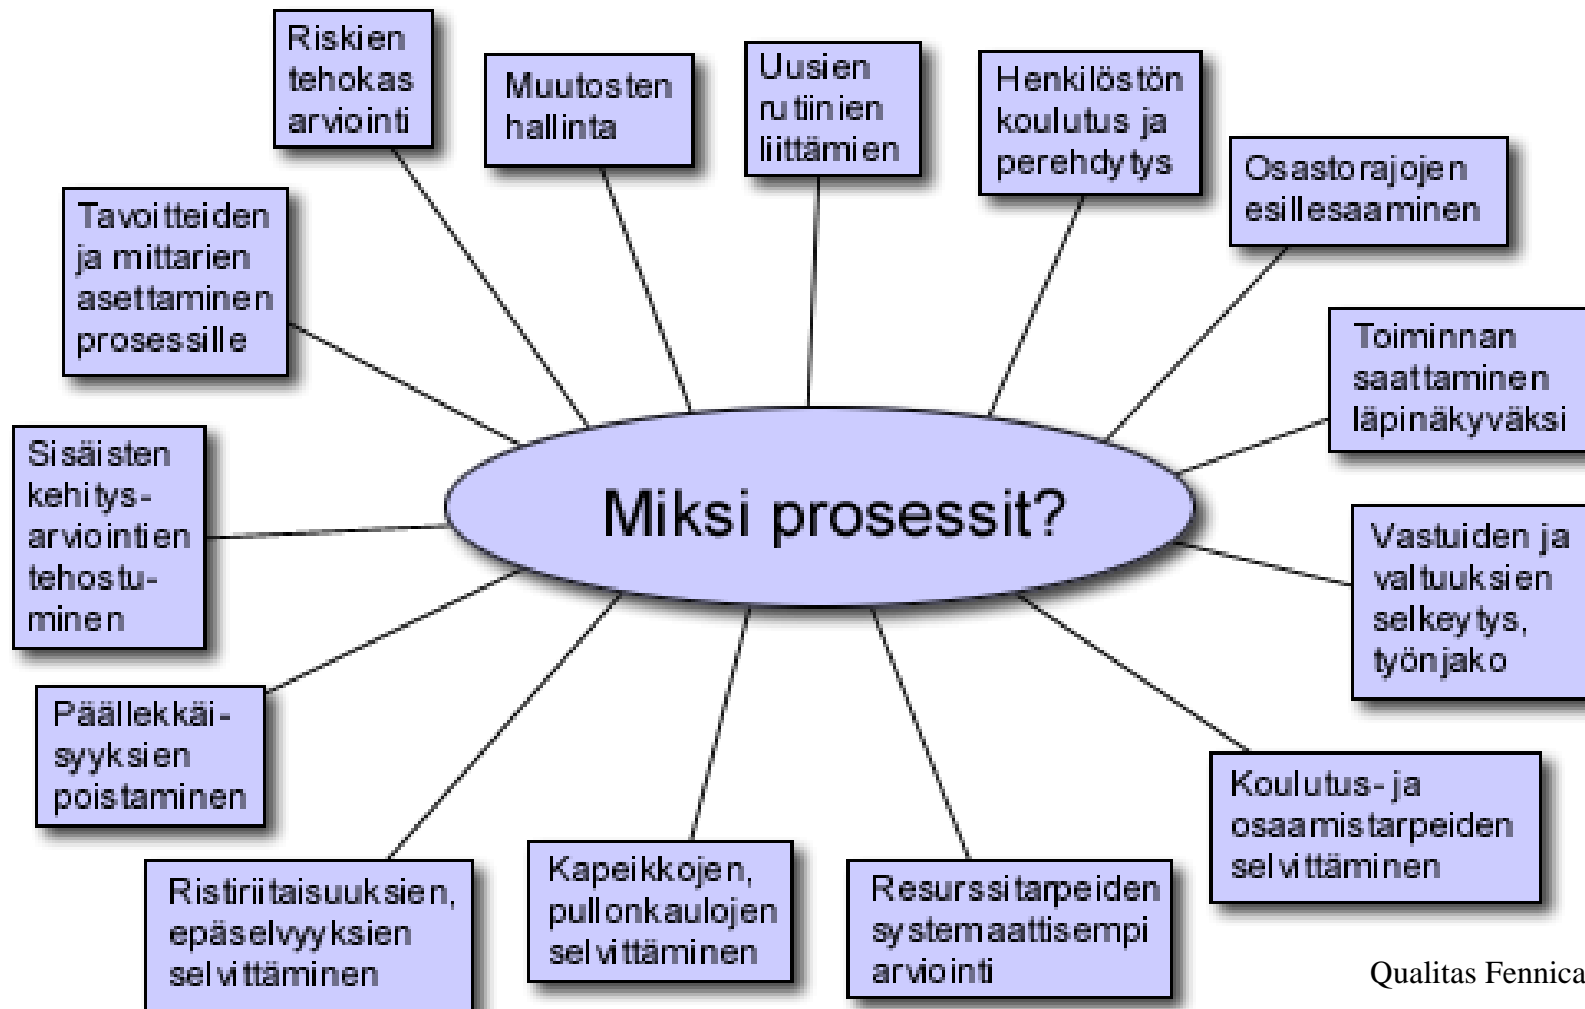 Riskien
tehokas
arviointi
Muutosten
hallinta
Uusien
rutiinien
liittämien
Henkilöstön
koulutus ja
perehdytys
Osastorajojen
esillesaaminen
Tavoitteiden
ja mittarien
asettaminen
prosessille
Toiminnan
saattaminen
läpinäkyväksi
Sisäisten
kehitys-
arviointien
tehostu-
minen
Miksi prosessit?
Vastuiden ja
valtuuksien
selkeytys,
työnjako
Päällekkäi-
syyksien
poistaminen
Koulutus- ja
osaamistarpeiden
selvittäminen
Ristiriitaisuuksien,
epäselvyyksien
selvittäminen
Kapeikkojen,
pullonkaulojen
selvittäminen
Resurssitarpeiden
systemaattisempi
arviointi
Qualitas Fennica